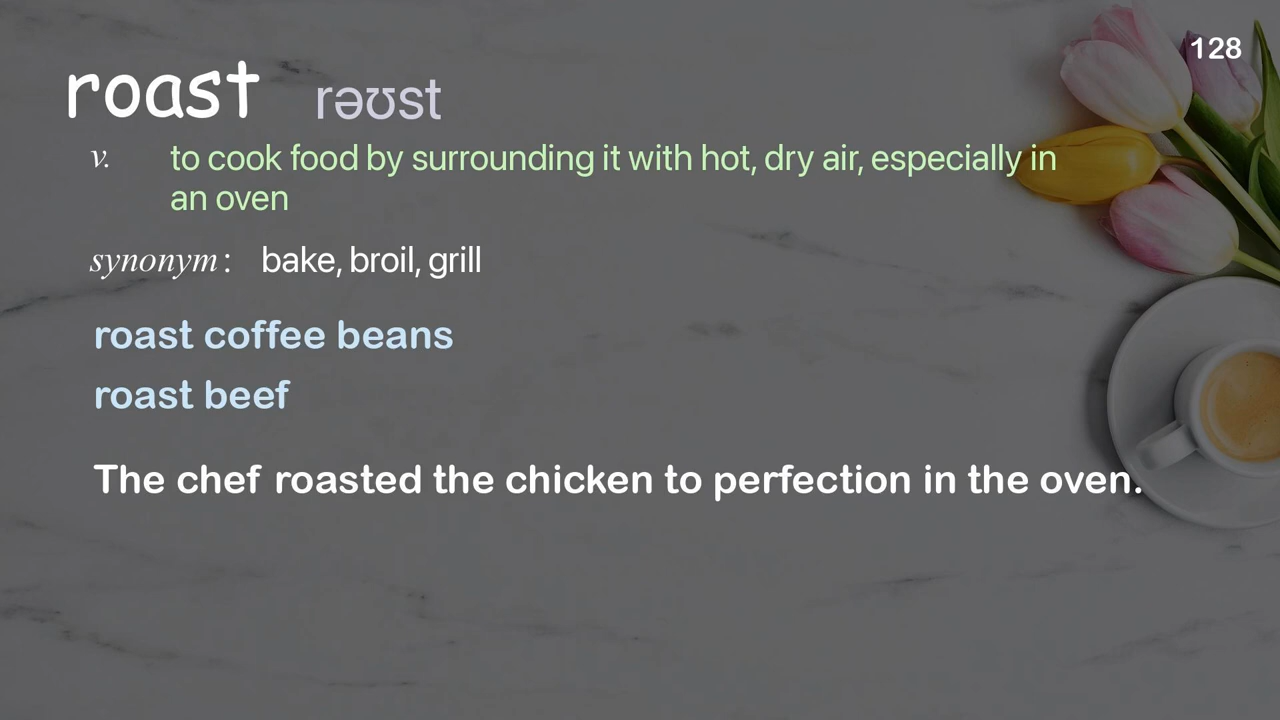 128
roast rəʊst
v. to cook food by surrounding it with hot, dry air, especially in
an oven
synonym : bake, broil, grill
roast coffee beans
roast beef
The chef roasted the chicken to perfection in the oven.